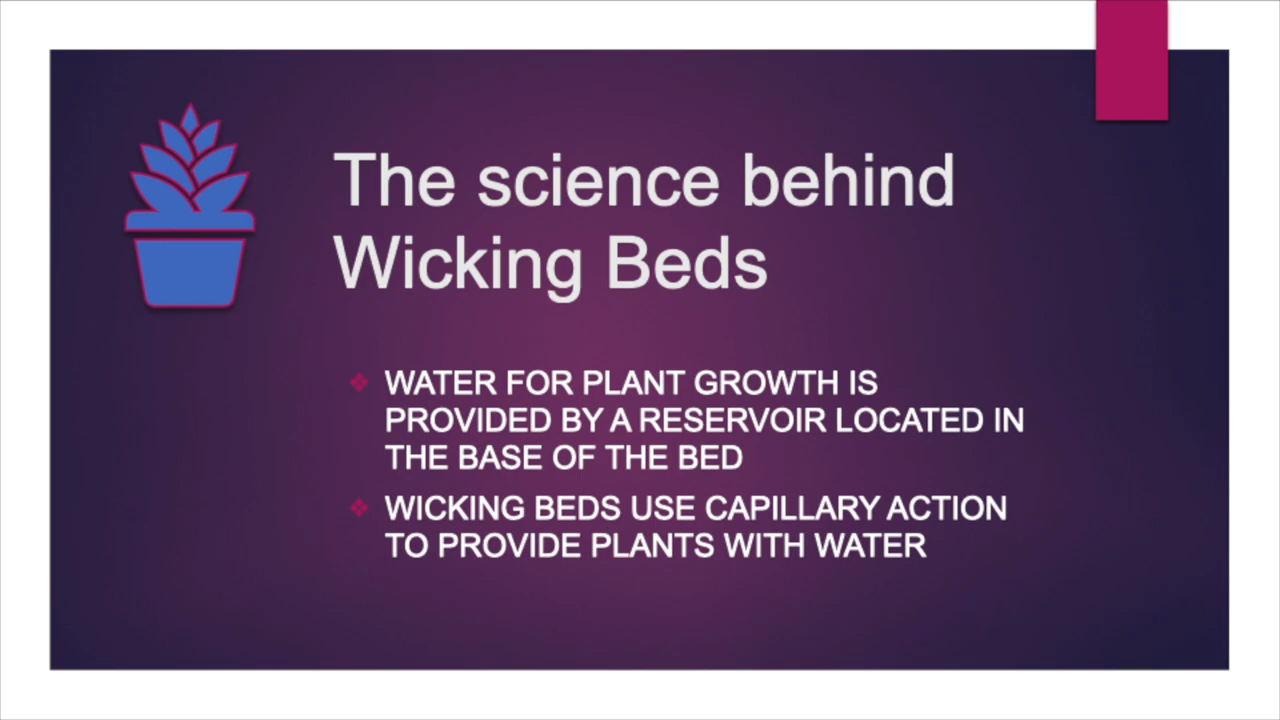 The science behind
Wicking Beds
WATER FOR PLANT GROWTH IS
PROVIDED BY A RESERVOIR LOCATED IN
THE BASE OF THE BED
WICKING BEDS USE CAPILLARY ACTION
TO PROVIDE PLANTS WITH WATER